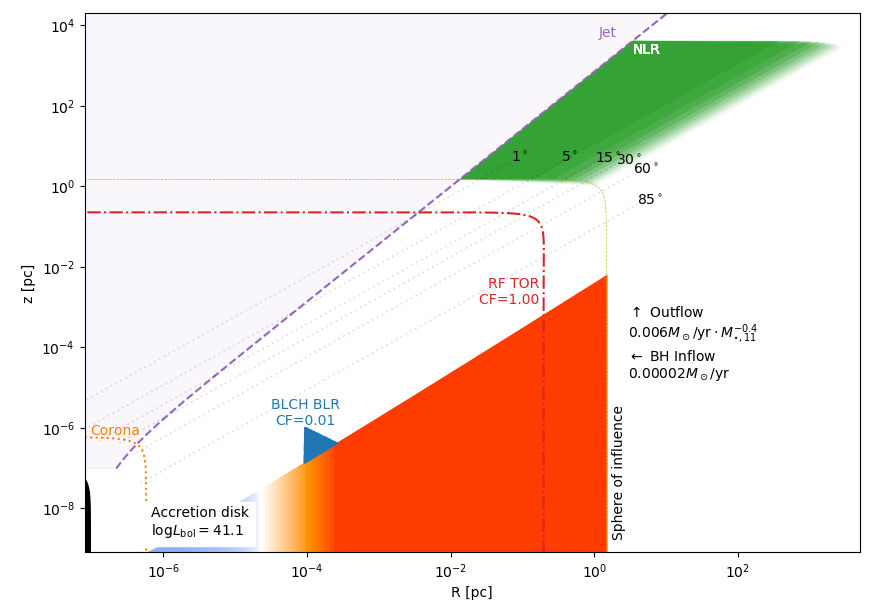 Jet
NLR
1°
5°
15°
30°
60°
85°
RF TOR
CF=1.00
↑ Outflow
0.006M⊙/yr · M⋆,11^−0.4
← BH Inflow
0.00002M⊙/yr
BLCH BLR
CF=0.01
Corona
Accretion disk
logLbol = 41.1
Sphere of influence
z [pc]
10^4
10^2
10^0
10^−2
10^−4
10^−6
10^−8
10^−6
10^−4
10^−2
10^0
10^2
R [pc]